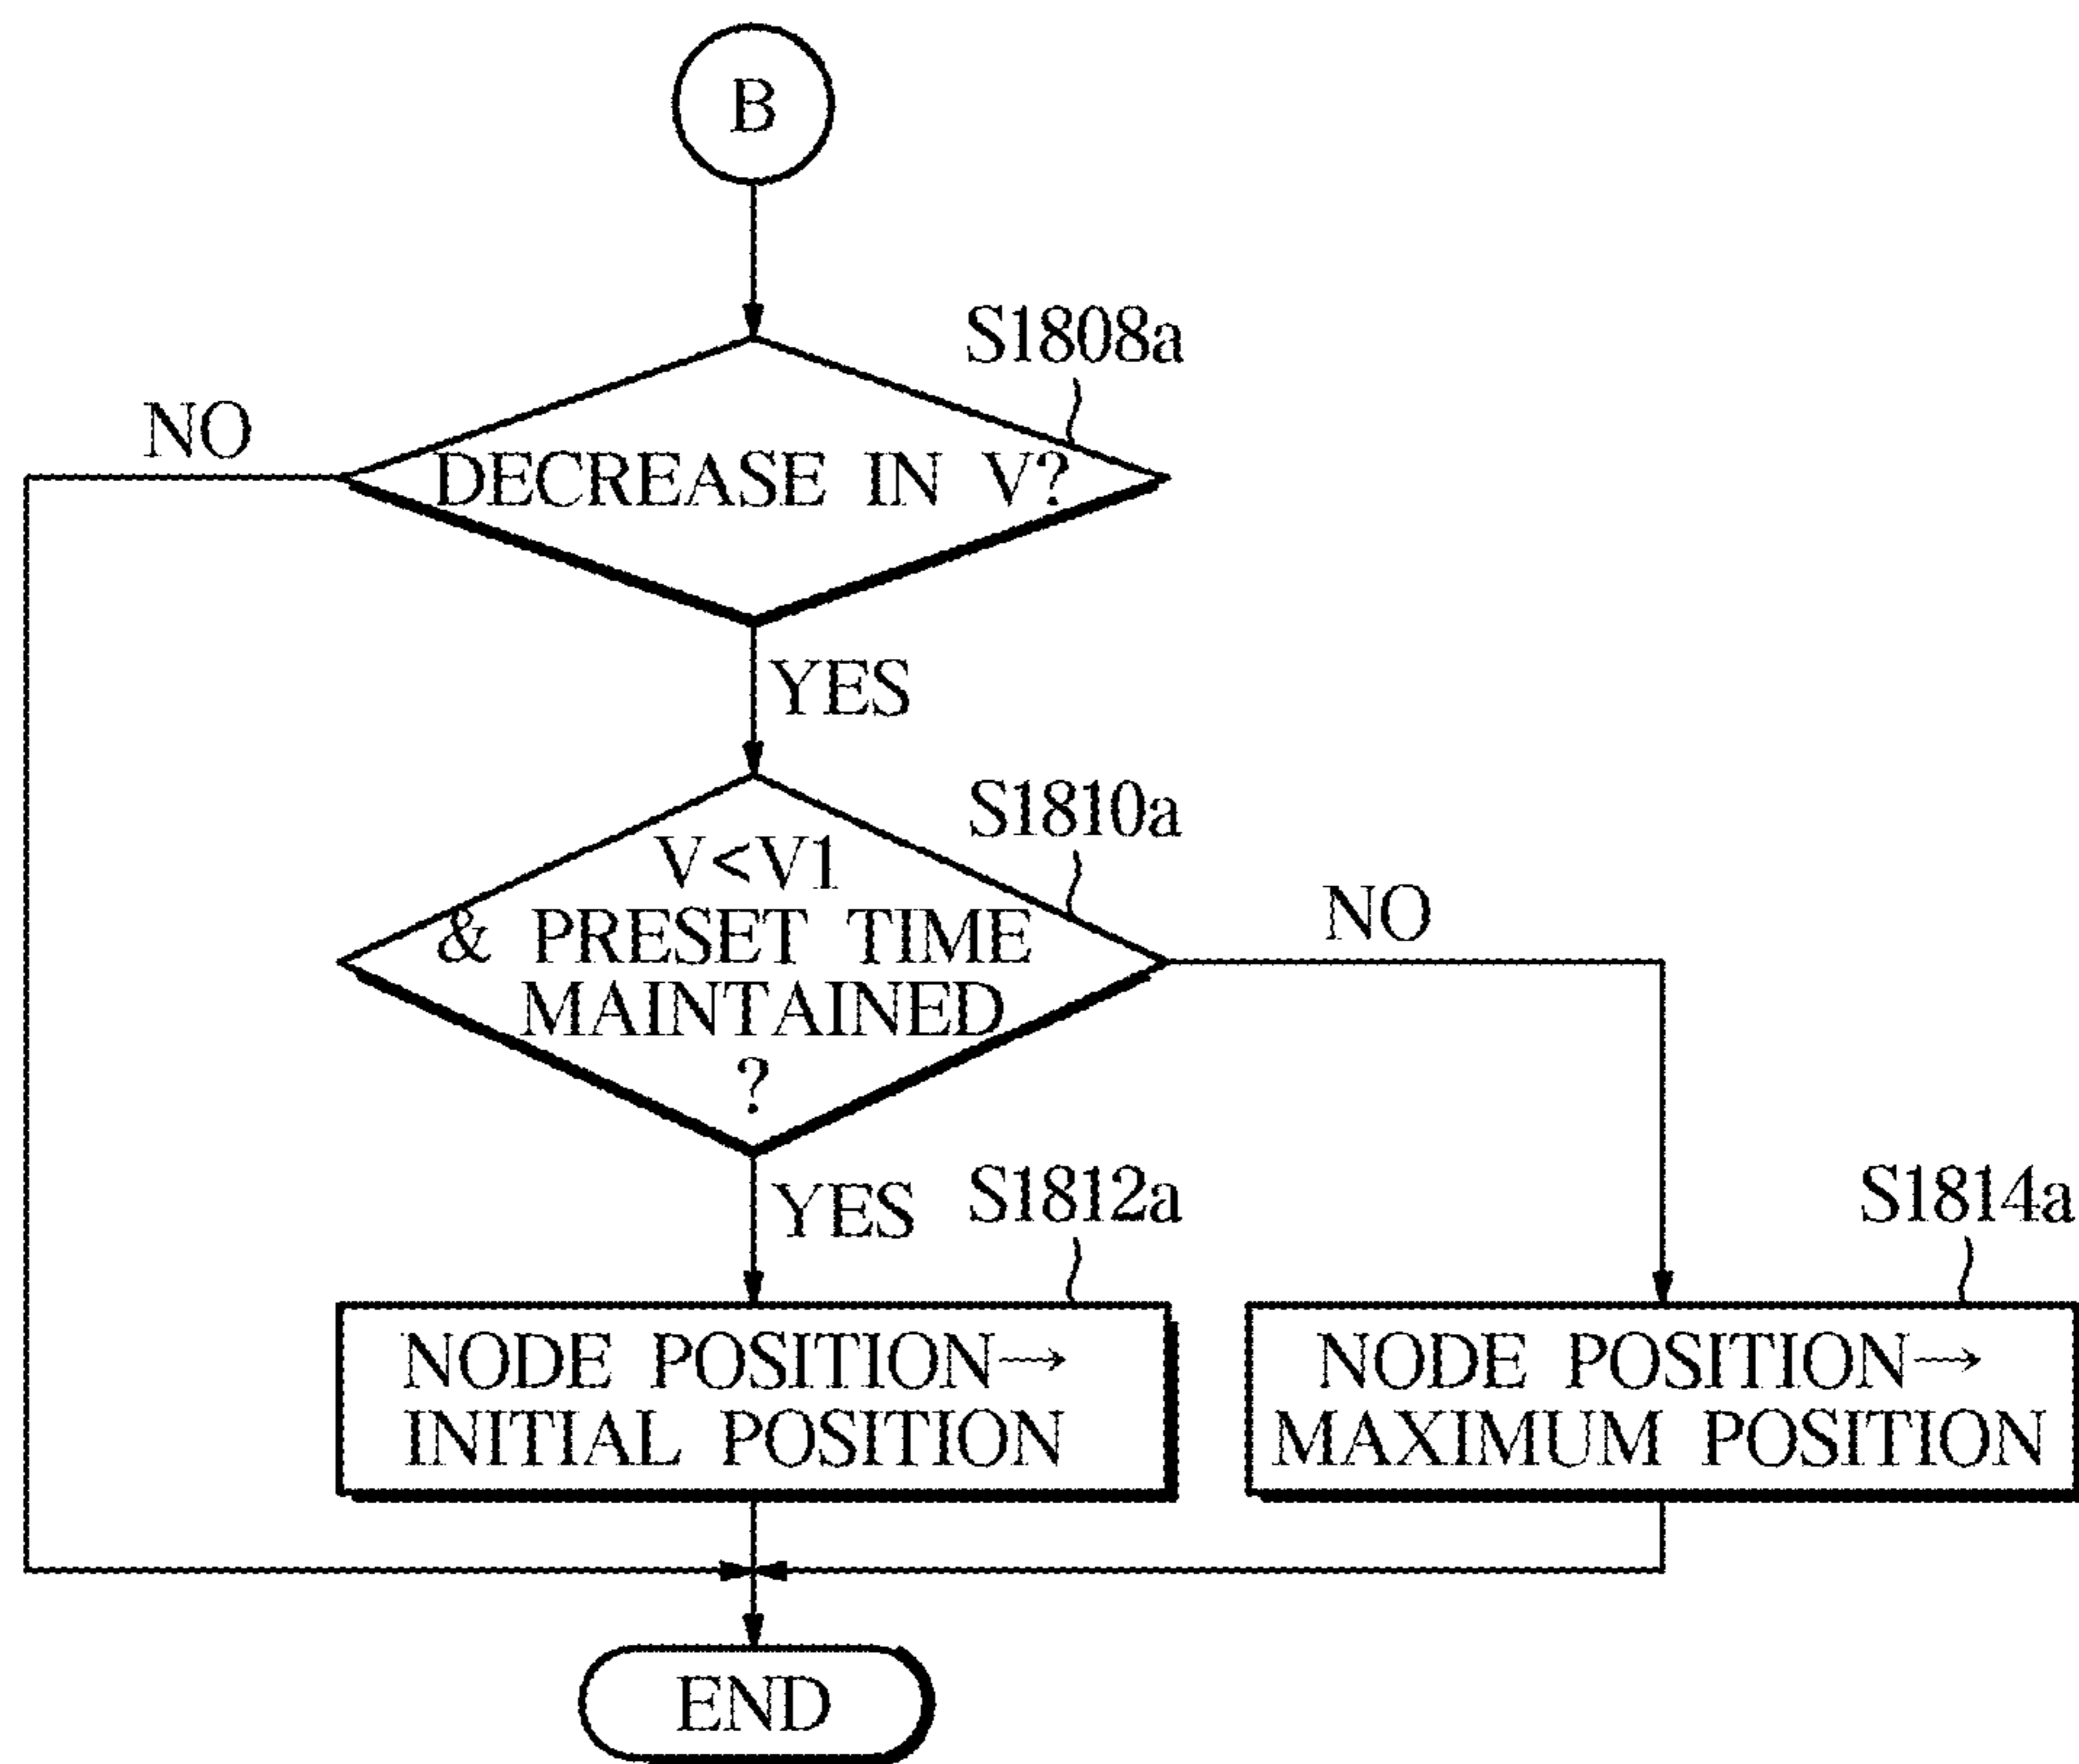 B
S1808a
NO
DECREASE IN V?
YES
S1810a
V<V1
& PRESET TIME
MAINTAINED
?
NO
YES
S1812a
S1814a
NODE POSITION→
INITIAL POSITION
NODE POSITION→
MAXIMUM POSITION
END